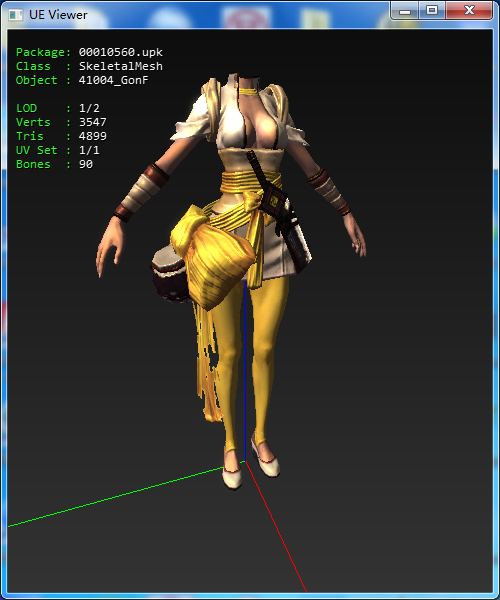 UE Viewer
Package: 00010560.upk
Class : SkeletalMesh
Object : 41004_GonF
LOD : 1/2
Verts : 3547
Tris : 4899
UV Set : 1/1
Bones : 90